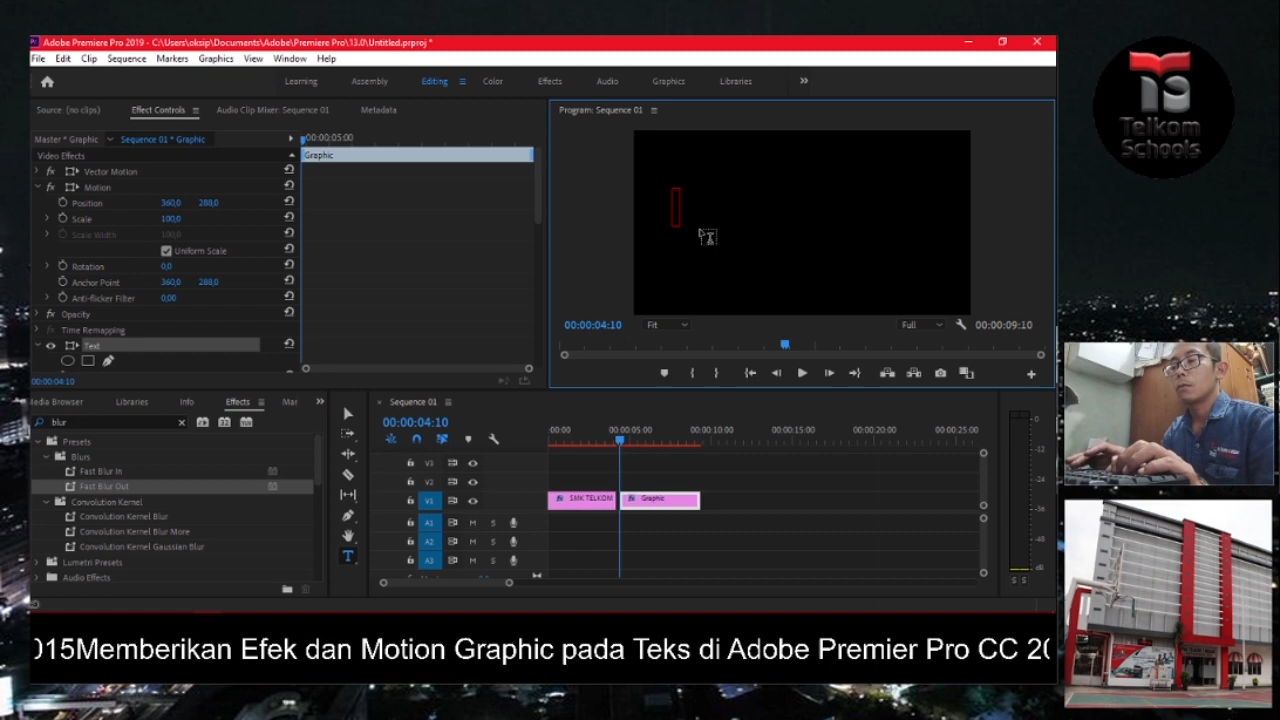 Adobe Premiere Pro 2019 - C:\Users\oksip\Documents\Adobe\Premiere Pro\13.0\Untitled.prproj *
File Edit Clip Sequence Markers Graphics View Window Help
Learning Assembly Editing Color Effects Audio Graphics Libraries
Source: (no clips) Effect Controls Audio Clip Mixer: Sequence 01 Metadata
Master * Graphic Sequence 01 * Graphic
00:00:05:00
Video Effects
Graphic
fx Vector Motion
fx Motion
Position 360,0 288,0
Scale 100,0
Scale Width 100,0
Uniform Scale
Rotation 0,0
Anchor Point 360,0 288,0
Anti-flicker Filter 0,00
fx Opacity
fx Time Remapping
Text
00:00:04:10
Program: Sequence 01
00:00:04:10 Fit Full 00:00:09:10
Media Browser Libraries Info Effects Mar
blur
Presets
Blurs
Fast Blur In
Fast Blur Out
Convolution Kernel
Convolution Kernel Blur
Convolution Kernel Blur More
Convolution Kernel Gaussian Blur
Lumetri Presets
Audio Effects
Sequence 01
00:00:04:10
:00:00 00:00:05:00 00:00:10:00 00:00:15:00 00:00:20:00 00:00:25:00
V3
V2
V1 fx SMK TELKOM fx Graphic
A1 M S
A2 M S
A3 M S
0
-12
-24
-36
-48
dB
S S
015Memberikan Efek dan Motion Graphic pada Teks di Adobe Premier Pro CC 20
Telkom
Schools